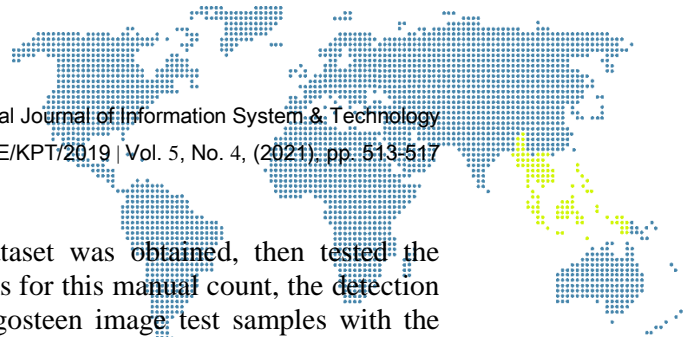 al Journal of Information System & Technology
E/KPT/2019 | Vol. 5, No. 4, (2021), pp. 513-517
taset was obtained, then tested the
s for this manual count, the detection
gosteen image test samples with the